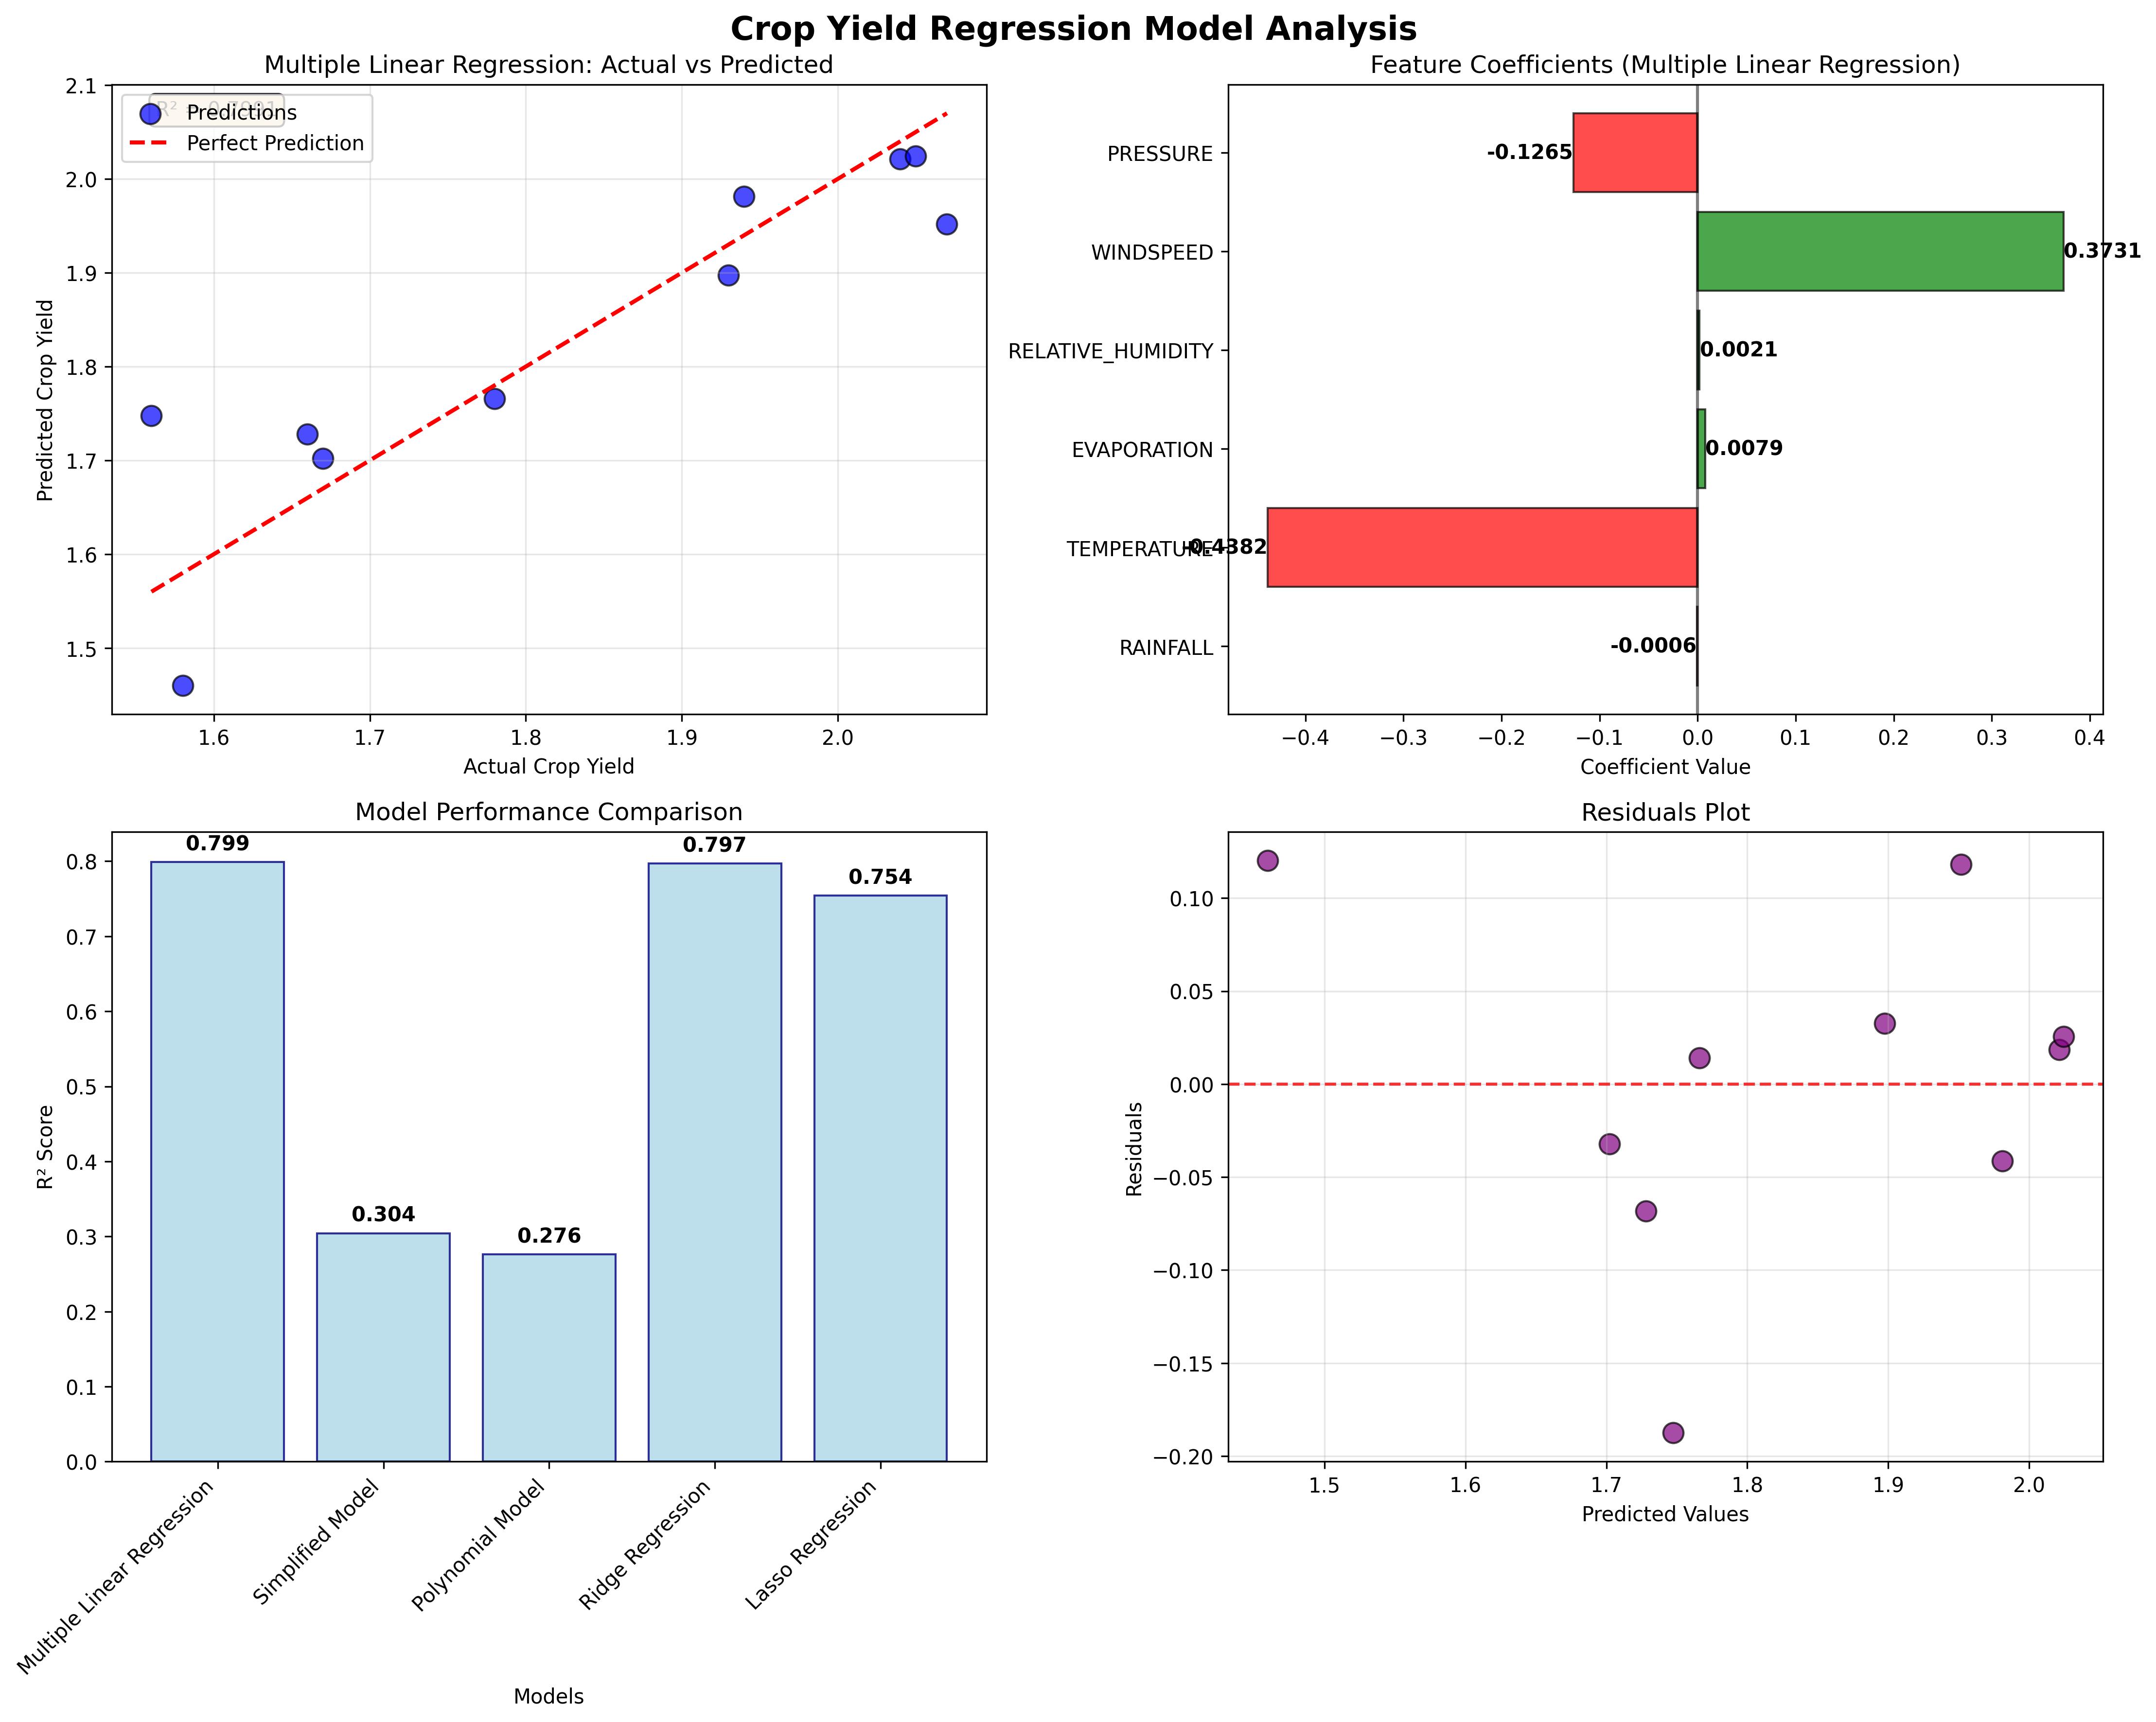 Crop Yield Regression Model Analysis
Multiple Linear Regression: Actual vs Predicted
Predictions
Perfect Prediction
2.1
2.0
1.9
1.8
1.7
1.6
1.5
Predicted Crop Yield
1.6 1.7 1.8 1.9 2.0
Actual Crop Yield
Feature Coefficients (Multiple Linear Regression)
PRESSURE -0.1265
WINDSPEED 0.3731
RELATIVE_HUMIDITY 0.0021
EVAPORATION 0.0079
TEMPERATURE -0.4382
RAINFALL -0.0006
−0.4 −0.3 −0.2 −0.1 0.0 0.1 0.2 0.3 0.4
Coefficient Value
Model Performance Comparison
0.799 0.304 0.276 0.797 0.754
0.8
0.7
0.6
0.5
0.4
0.3
0.2
0.1
0.0
R² Score
Multiple Linear Regression
Simplified Model
Polynomial Model
Ridge Regression
Lasso Regression
Models
Residuals Plot
0.10
0.05
0.00
−0.05
−0.10
−0.15
−0.20
Residuals
1.5 1.6 1.7 1.8 1.9 2.0
Predicted Values